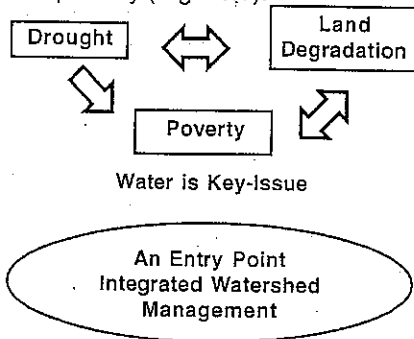 Drought
Land
Degradation
Poverty
Water is Key-Issue
An Entry Point
Integrated Watershed
Management